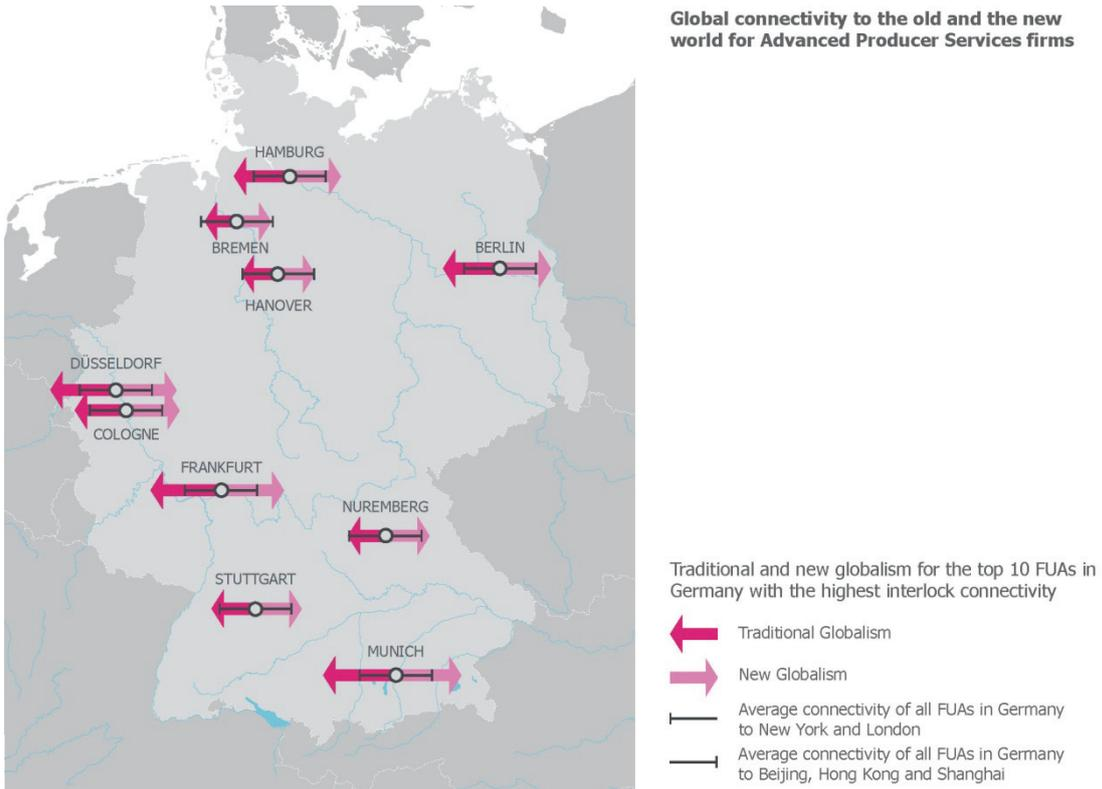 Global connectivity to the old and the new
world for Advanced Producer Services firms
HAMBURG
BREMEN
BERLIN
HANOVER
DÜSSELDORF
COLOGNE
FRANKFURT
NUREMBERG
STUTTGART
MUNICH
Traditional and new globalism for the top 10 FUAs in
Germany with the highest interlock connectivity
Traditional Globalism
New Globalism
Average connectivity of all FUAs in Germany
to New York and London
Average connectivity of all FUAs in Germany
to Beijing, Hong Kong and Shanghai